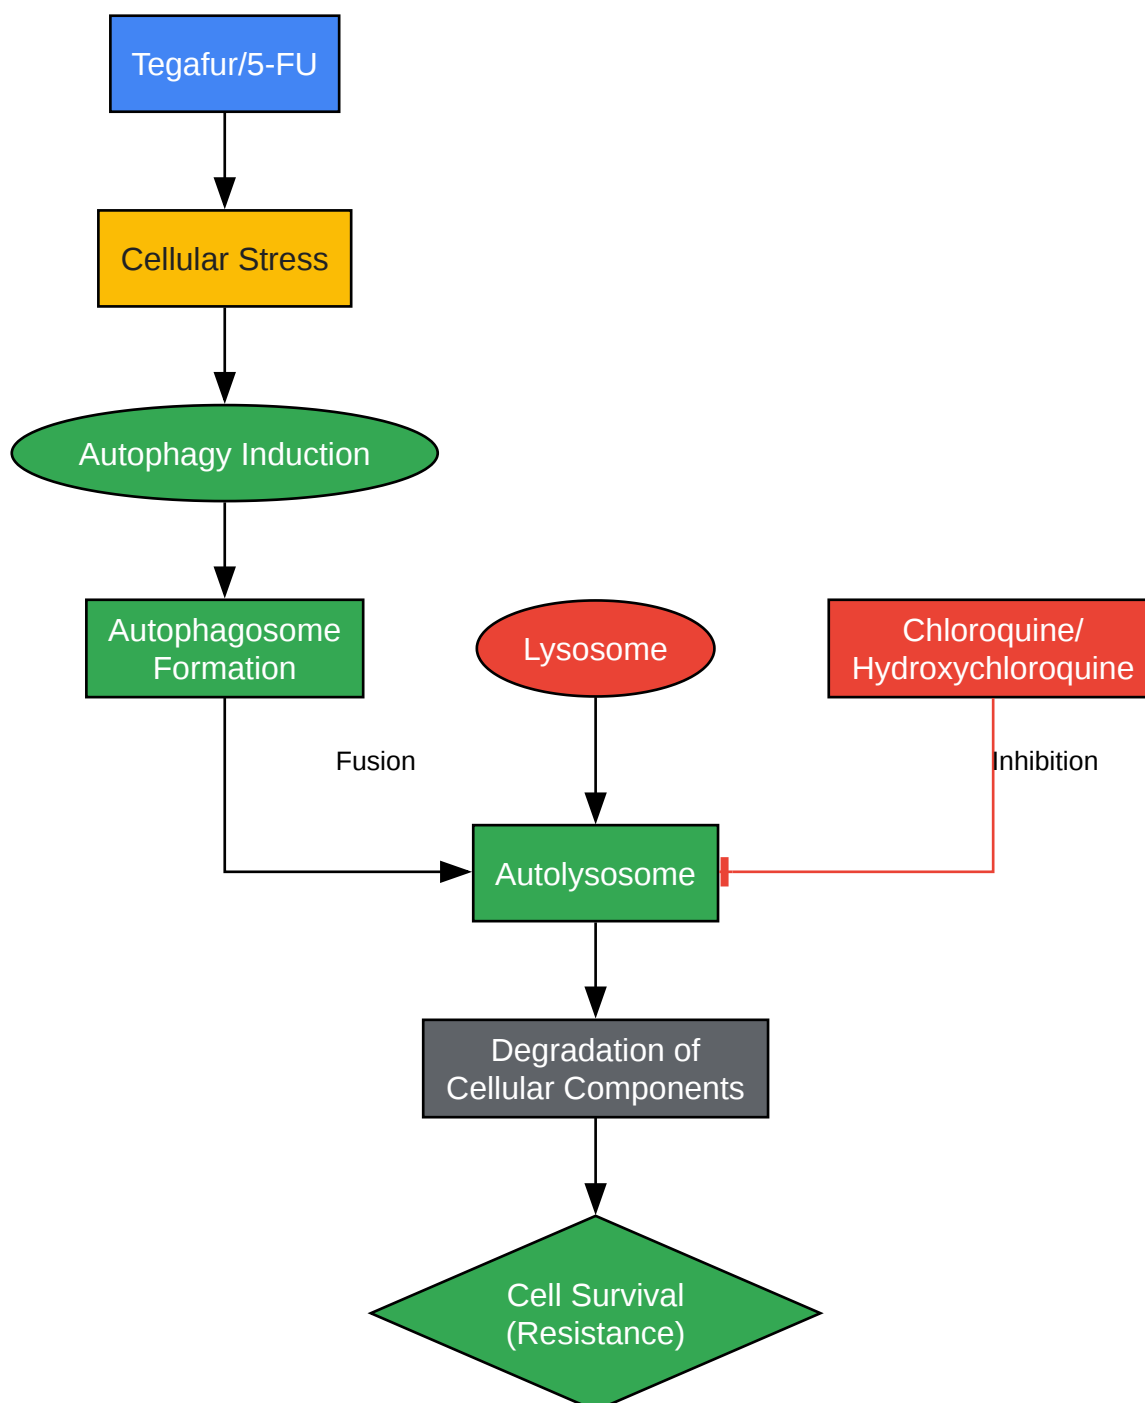 Tegafur/5-FU
Cellular Stress
Autophagy Induction
Autophagosome
Formation
Lysosome
Chloroquine/
Hydroxychloroquine
Fusion
Inhibition
Autolysosome
Degradation of
Cellular Components
Cell Survival
(Resistance)